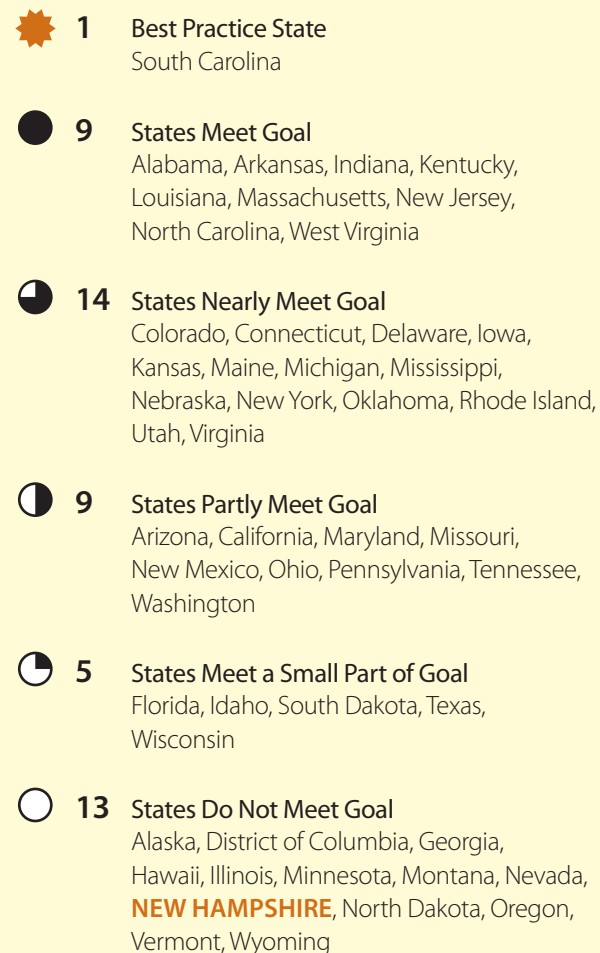 1 Best Practice State
South Carolina
9 States Meet Goal
Alabama, Arkansas, Indiana, Kentucky,
Louisiana, Massachusetts, New Jersey,
North Carolina, West Virginia
14 States Nearly Meet Goal
Colorado, Connecticut, Delaware, Iowa,
Kansas, Maine, Michigan, Mississippi,
Nebraska, New York, Oklahoma, Rhode Island,
Utah, Virginia
9 States Partly Meet Goal
Arizona, California, Maryland, Missouri,
New Mexico, Ohio, Pennsylvania, Tennessee,
Washington
5 States Meet a Small Part of Goal
Florida, Idaho, South Dakota, Texas,
Wisconsin
13 States Do Not Meet Goal
Alaska, District of Columbia, Georgia,
Hawaii, Illinois, Minnesota, Montana, Nevada,
NEW HAMPSHIRE, North Dakota, Oregon,
Vermont, Wyoming